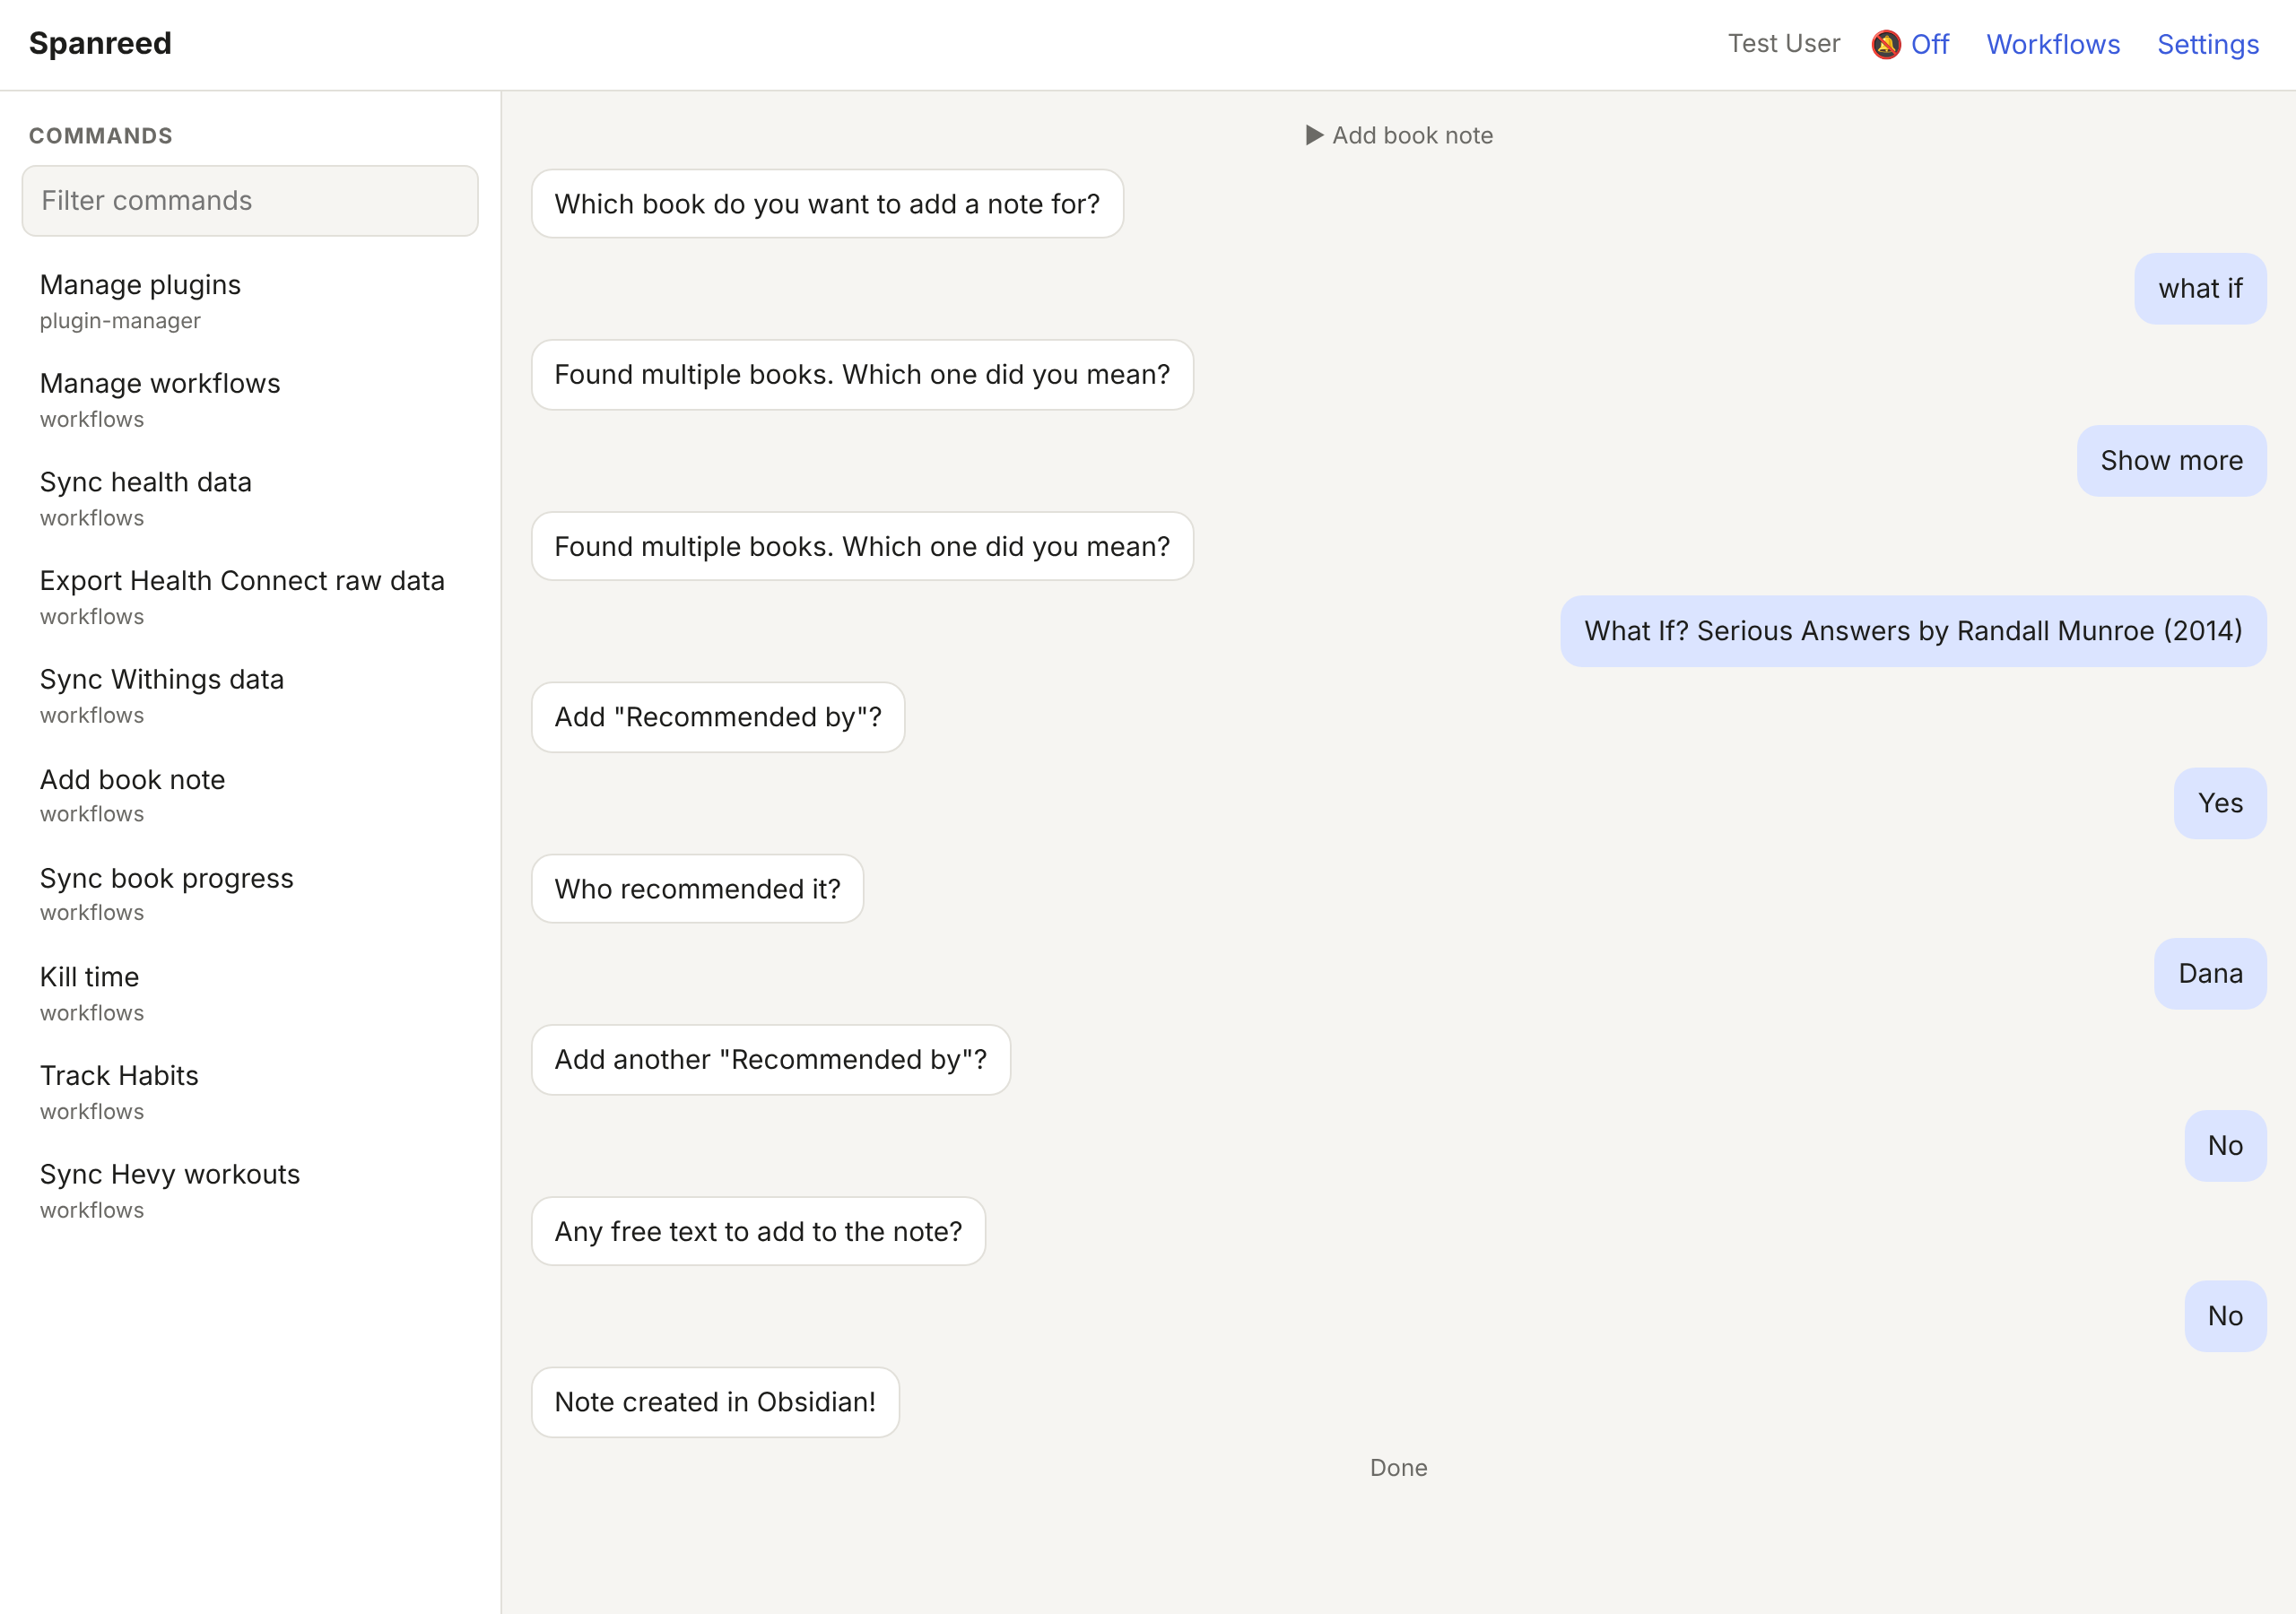 Spanreed
Test User 🔕 Off Workflows Settings
COMMANDS
Filter commands
Manage plugins
plugin-manager
Manage workflows
workflows
Sync health data
workflows
Export Health Connect raw data
workflows
Sync Withings data
workflows
Add book note
workflows
Sync book progress
workflows
Kill time
workflows
Track Habits
workflows
Sync Hevy workouts
workflows
▶ Add book note
Which book do you want to add a note for?
what if
Found multiple books. Which one did you mean?
Show more
Found multiple books. Which one did you mean?
What If? Serious Answers by Randall Munroe (2014)
Add "Recommended by"?
Yes
Who recommended it?
Dana
Add another "Recommended by"?
No
Any free text to add to the note?
No
Note created in Obsidian!
Done